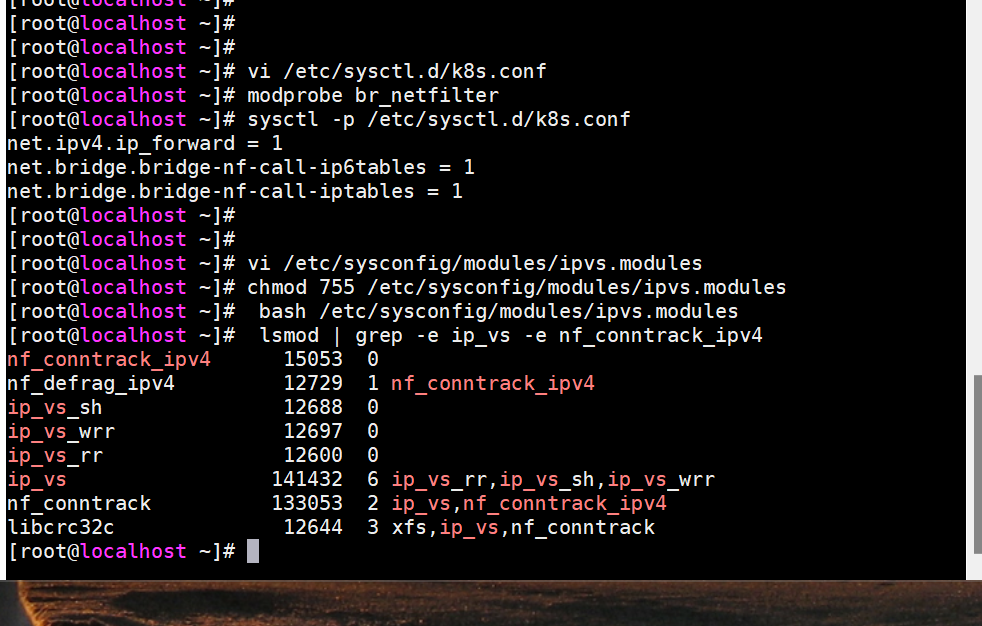 [root@localhost ~]#
[root@localhost ~]#
[root@localhost ~]#
[root@localhost ~]# vi /etc/sysctl.d/k8s.conf
[root@localhost ~]# modprobe br_netfilter
[root@localhost ~]# sysctl -p /etc/sysctl.d/k8s.conf
net.ipv4.ip_forward = 1
net.bridge.bridge-nf-call-ip6tables = 1
net.bridge.bridge-nf-call-iptables = 1
[root@localhost ~]#
[root@localhost ~]#
[root@localhost ~]# vi /etc/sysconfig/modules/ipvs.modules
[root@localhost ~]# chmod 755 /etc/sysconfig/modules/ipvs.modules
[root@localhost ~]#  bash /etc/sysconfig/modules/ipvs.modules
[root@localhost ~]#  lsmod | grep -e ip_vs -e nf_conntrack_ipv4
nf_conntrack_ipv4      15053  0
nf_defrag_ipv4         12729  1 nf_conntrack_ipv4
ip_vs_sh               12688  0
ip_vs_wrr              12697  0
ip_vs_rr               12600  0
ip_vs                 141432  6 ip_vs_rr,ip_vs_sh,ip_vs_wrr
nf_conntrack          133053  2 ip_vs,nf_conntrack_ipv4
libcrc32c              12644  3 xfs,ip_vs,nf_conntrack
[root@localhost ~]#